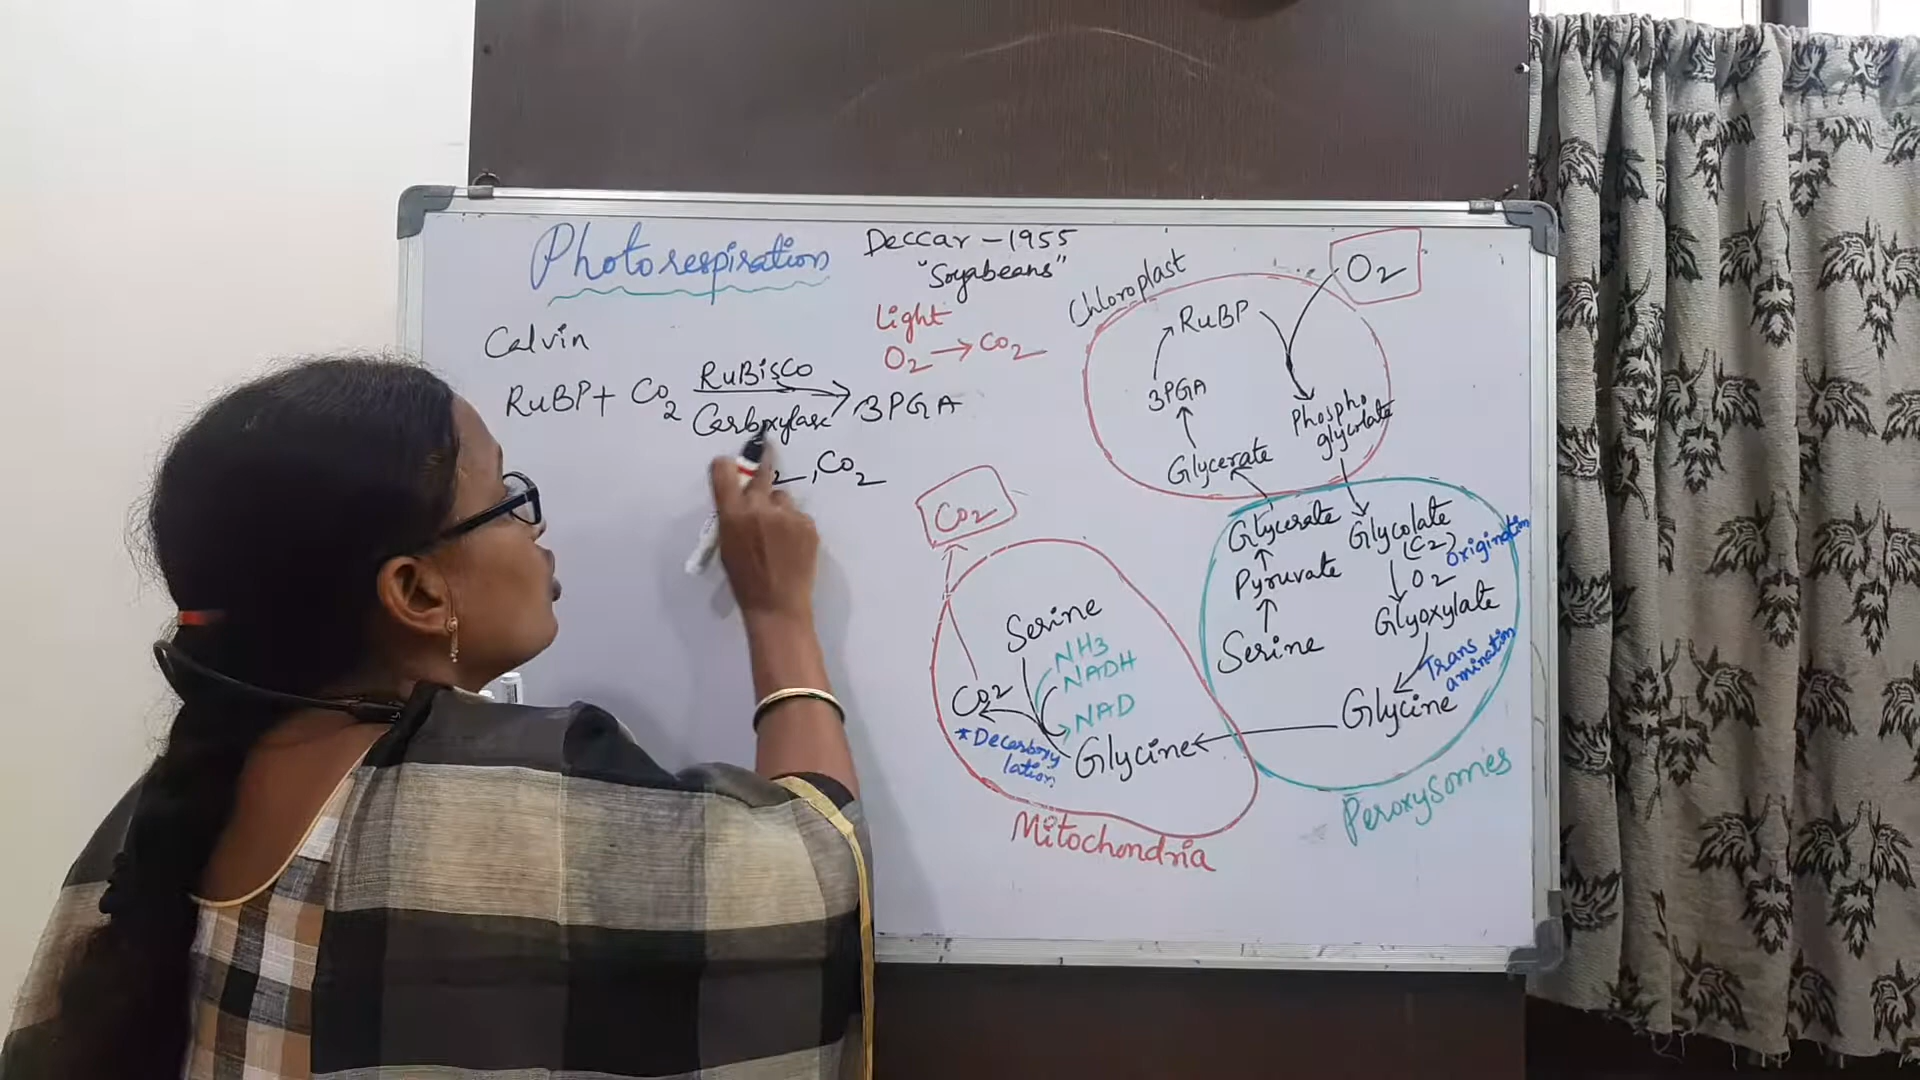 Photorespiration
Deccar - 1955
"Soyabeans"
Light
O2 → CO2
Calvin
RuBP + CO2 RuBisCo → 3PGA
Carboxylase
2, CO2
Chloroplast
O2
RuBP
3PGA
Phospho
glycolate
Glycerate
Glycerate
Glycolate
(C2)
Originatin
O2
Pyruvate
Glyoxylate
Serine
Trans
amination
Glycine
Peroxysomes
CO2
Serine
NH3
NADH
CO2
NAD
*Decarboxy
lation
Glycine
Mitochondria